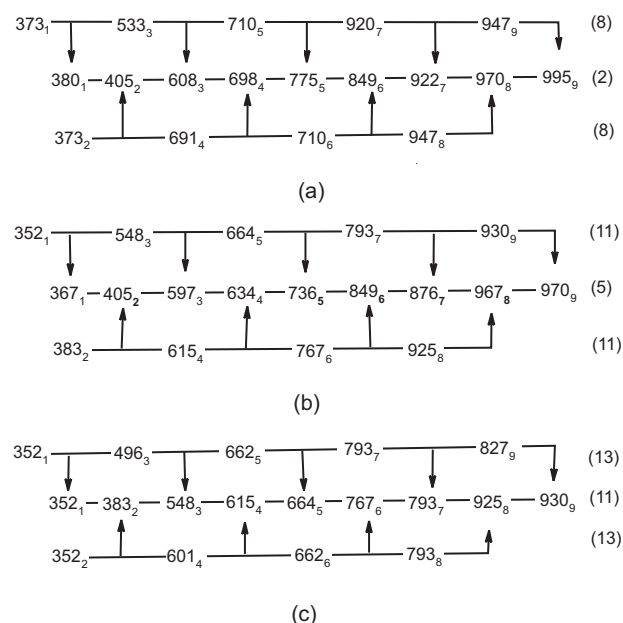 373₁ 533₃ 710₅ 920₇ 947₉ (8)
380₁ 405₂ 608₃ 698₄ 775₅ 849₆ 922₇ 970₈ 995₉ (2)
373₂ 691₄ 710₆ 947₈ (8)
(a)
352₁ 548₃ 664₅ 793₇ 930₉ (11)
367₁ 405₂ 597₃ 634₄ 736₅ 849₆ 876₇ 967₈ 970₉ (5)
383₂ 615₄ 767₆ 925₈ (11)
(b)
352₁ 496₃ 662₅ 793₇ 827₉ (13)
352₁ 383₂ 548₃ 615₄ 664₅ 767₆ 793₇ 925₈ 930₉ (11)
352₂ 601₄ 662₆ 793₈ (13)
(c)